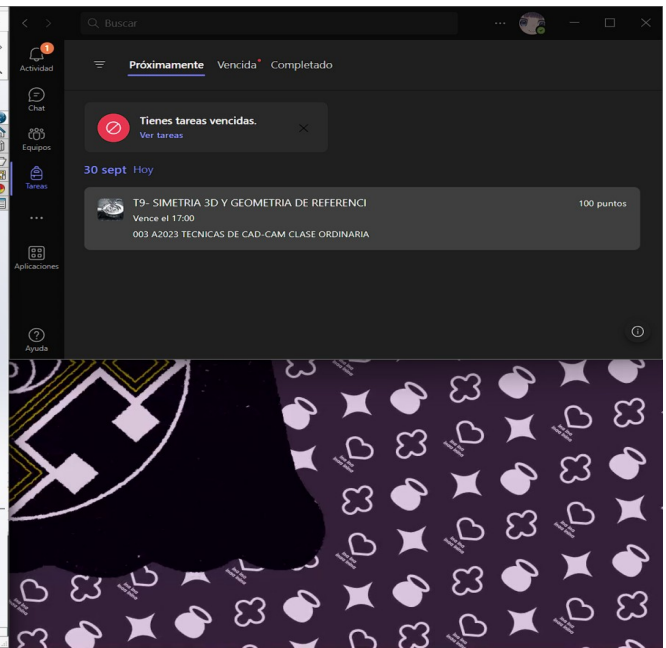 Buscar
Actividad
1
Chat
Equipos
Tareas
Aplicaciones
Ayuda
Próximamente Vencida Completado
Tienes tareas vencidas.
Ver tareas
30 sept Hoy
T9- SIMETRIA 3D Y GEOMETRIA DE REFERENCI
100 puntos
Vence el 17:00
003 A2023 TECNICAS DE CAD-CAM CLASE ORDINARIA